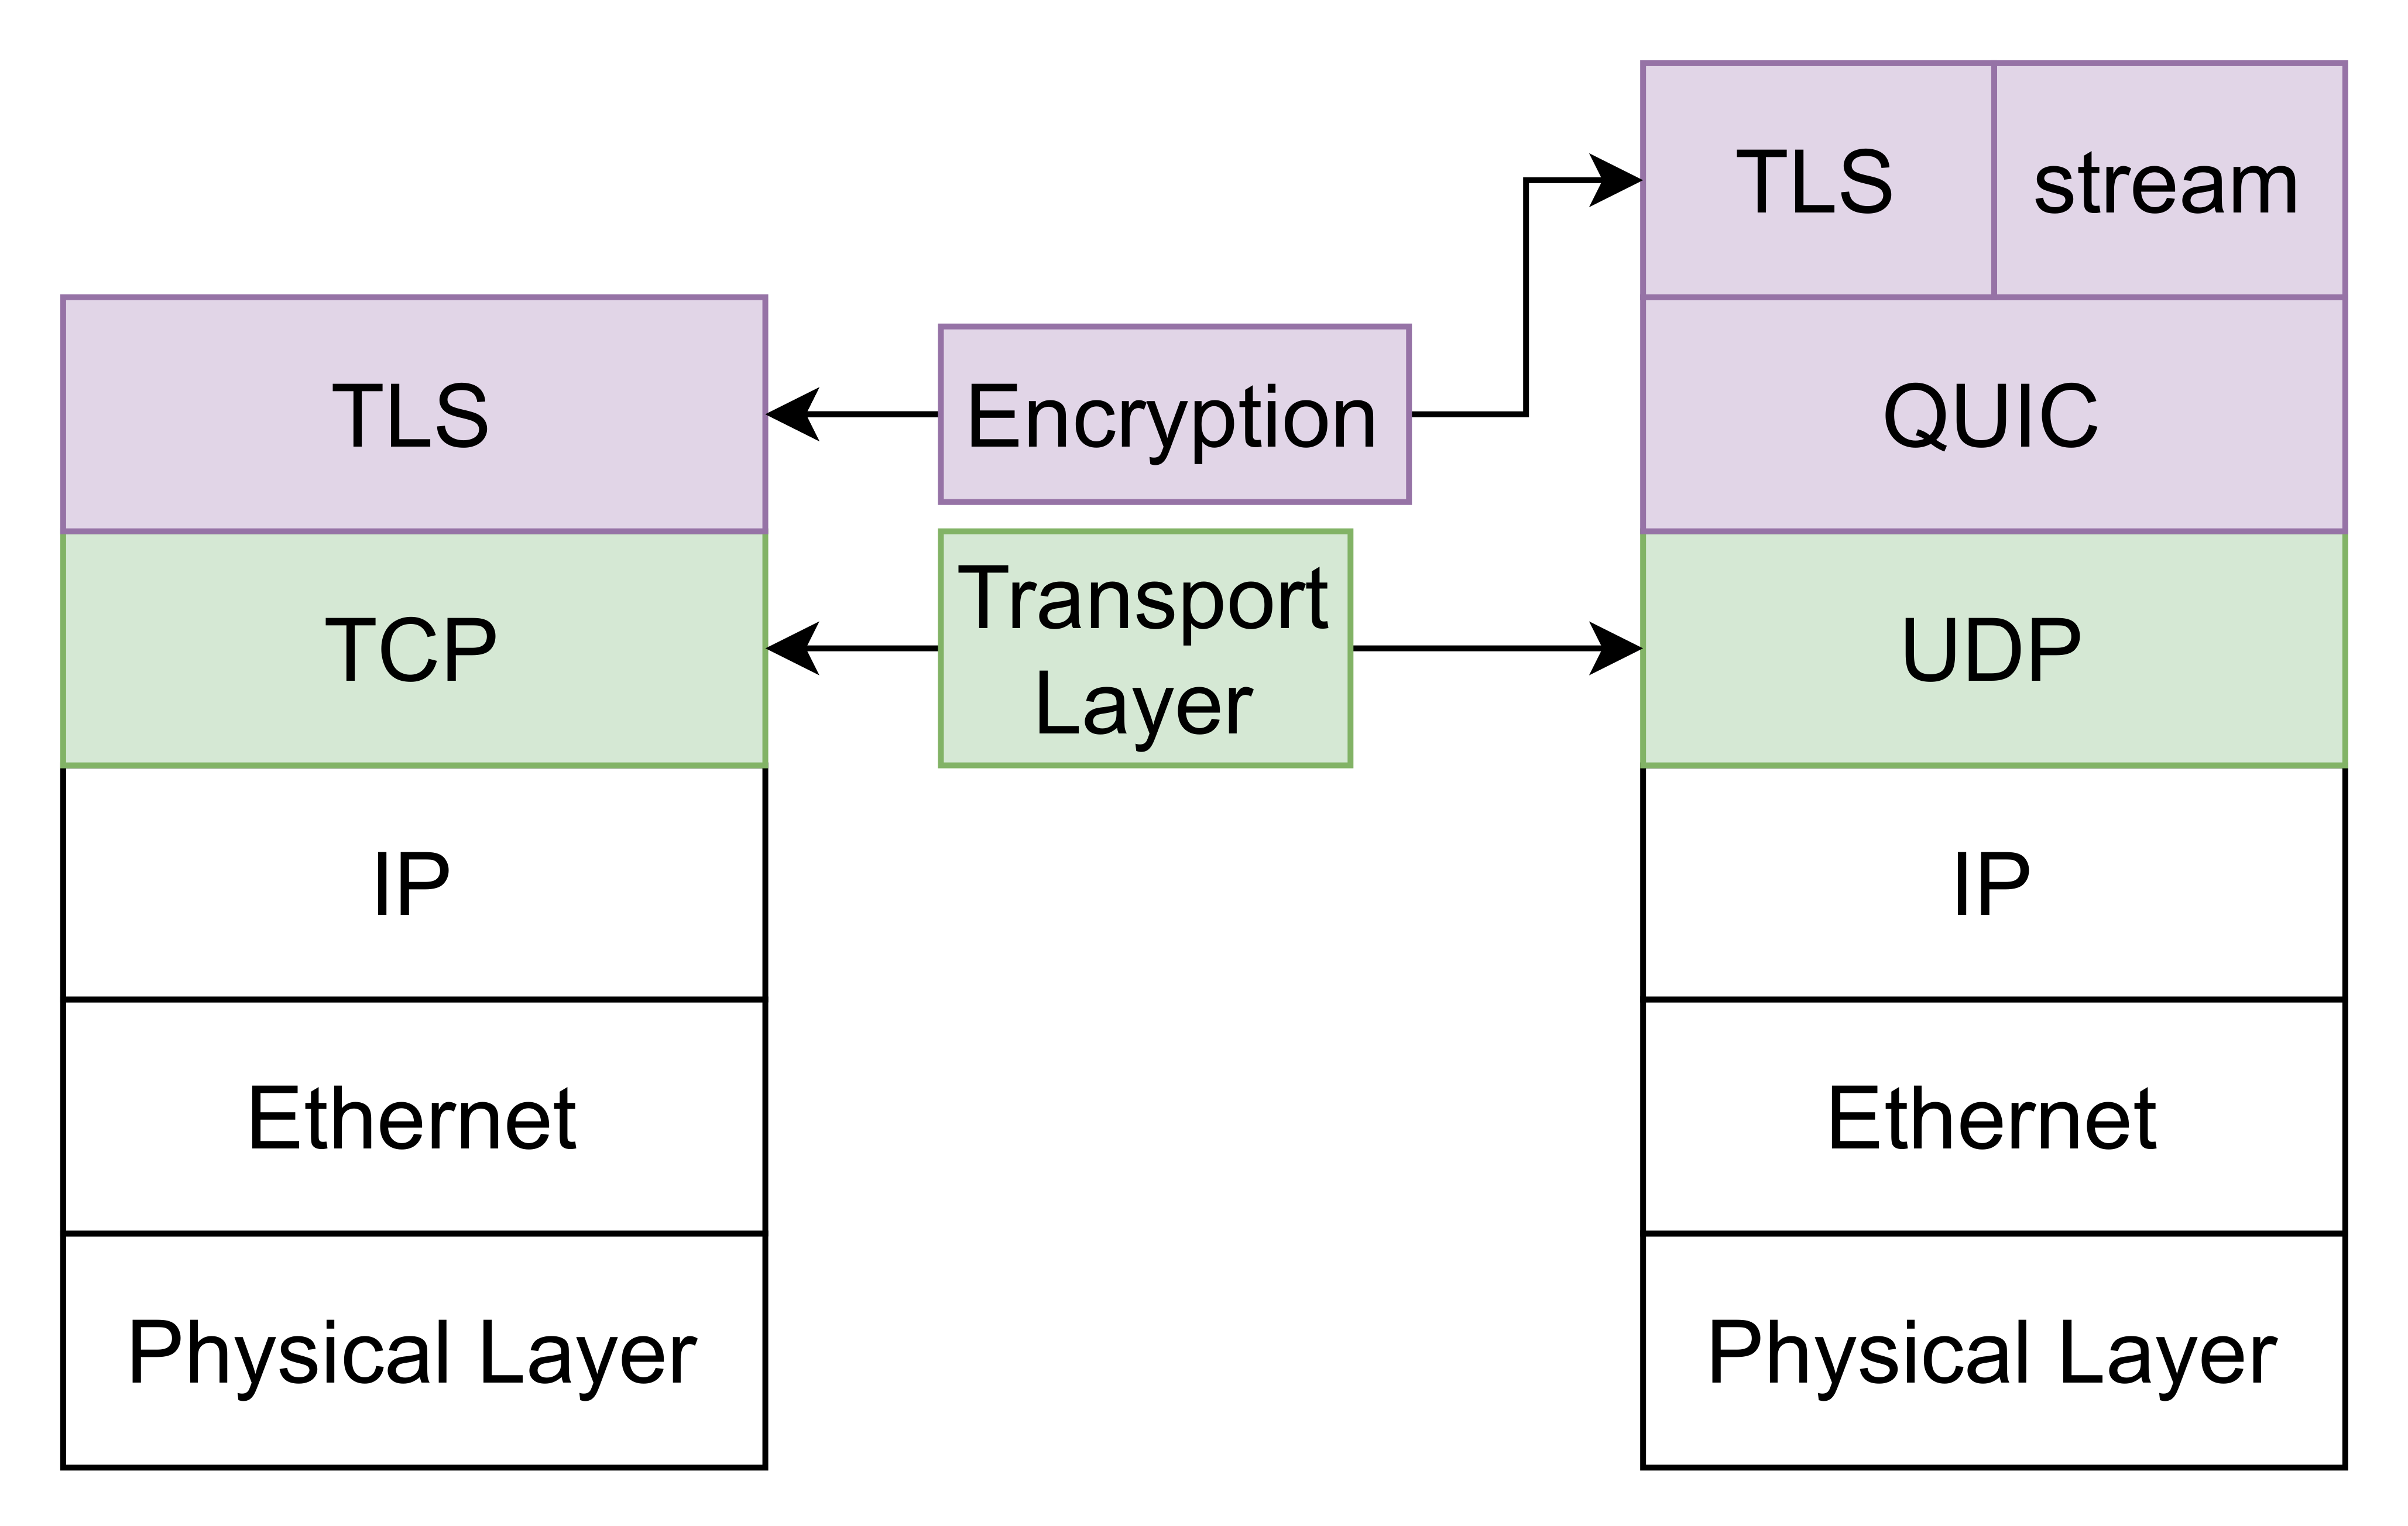 TLS
stream
TLS
Encryption
QUIC
TCP
Transport
Layer
UDP
IP
IP
Ethernet
Ethernet
Physical Layer
Physical Layer